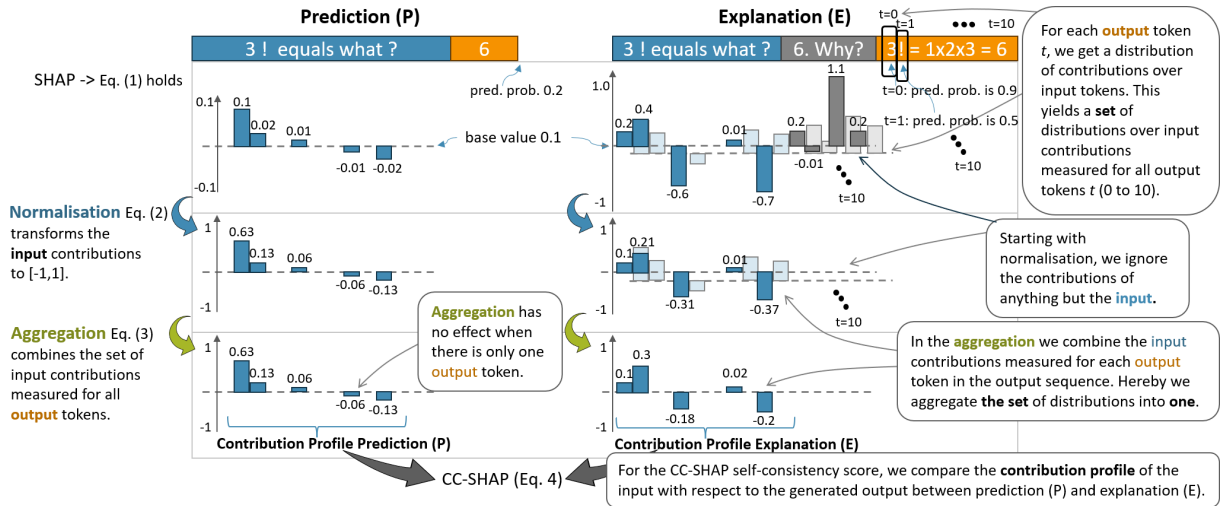 Prediction (P)
Explanation (E)
t=0
t=1
t=10
3 ! equals what ?
6
3 ! equals what ?
6. Why?
3! = 1x2x3 = 6
For each output token
t, we get a distribution
of contributions over
input tokens. This
yields a set of
distributions over input
contributions
measured for all output
tokens t (0 to 10).
SHAP -> Eq. (1) holds
pred. prob. 0.2
base value 0.1
t=0: pred. prob. is 0.9
t=1: pred. prob. is 0.5
t=10
t=10
0.1
-0.1
0.1
0.02
0.01
-0.01
-0.02
1.0
-1
0.2
0.4
-0.6
0.01
-0.7
0.2
-0.01
1.1
0.2
Normalisation Eq. (2)
transforms the
input contributions
to [-1,1].
1
-1
0.63
0.13
0.06
-0.06
-0.13
1
-1
0.1
0.21
-0.31
0.01
-0.37
t=10
Starting with
normalisation, we ignore
the contributions of
anything but the input.
Aggregation Eq. (3)
combines the set of
input contributions
measured for all
output tokens.
1
-1
0.63
0.13
0.06
-0.06
-0.13
Aggregation has
no effect when
there is only one
output token.
1
-1
0.1
0.3
-0.18
0.02
-0.2
In the aggregation we combine the input
contributions measured for each output
token in the output sequence. Hereby we
aggregate the set of distributions into one.
Contribution Profile Prediction (P)
Contribution Profile Explanation (E)
CC-SHAP (Eq. 4)
For the CC-SHAP self-consistency score, we compare the contribution profile of the
input with respect to the generated output between prediction (P) and explanation (E).